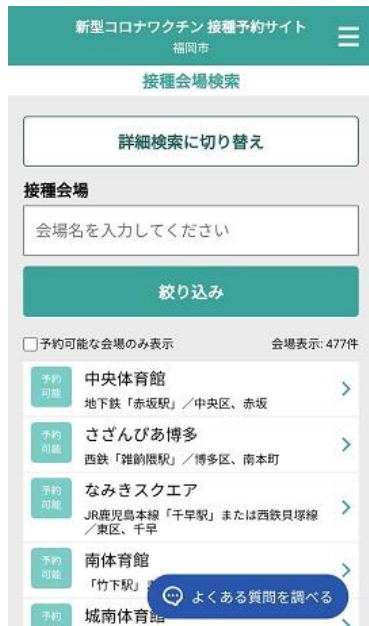 新型コロナワクチン 接種予約サイト
福岡市
接種会場検索
詳細検索に切り替え
接種会場
会場名を入力してください
絞り込み
予約可能な会場のみ表示
会場表示: 477件
予約
可能
中央体育館
地下鉄「赤坂駅」／中央区、赤坂
予約
可能
さざんぴあ博多
西鉄「雑餉隈駅」／博多区、南本町
予約
可能
なみきスクエア
JR鹿児島本線「千早駅」または西鉄貝塚線
／東区、千早
予約
可能
南体育館
「竹下駅」
よくある質問を調べる
予約
城南体育館